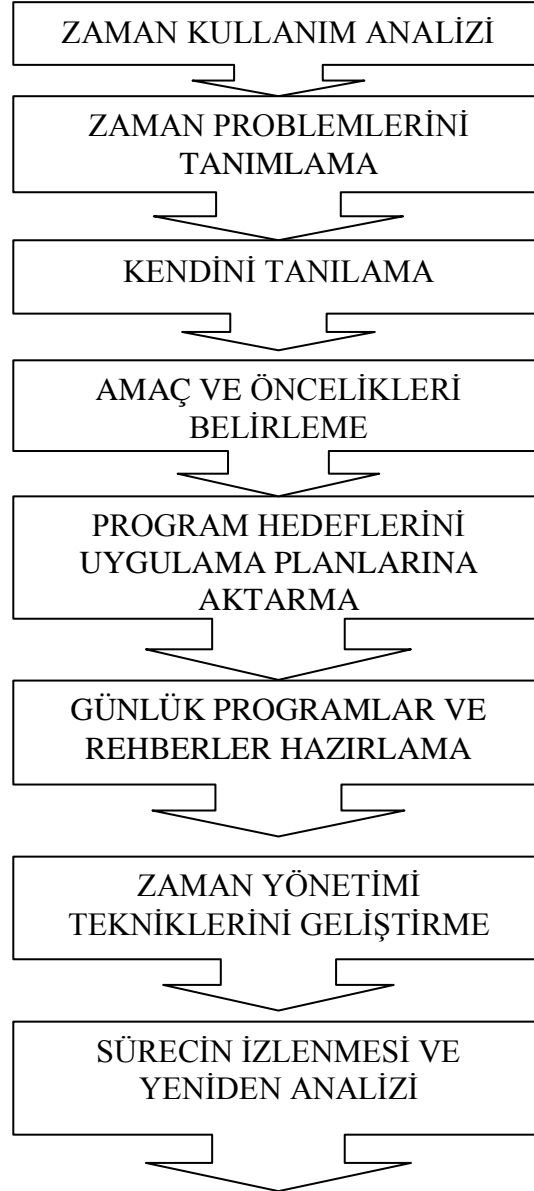 ZAMAN KULLANIM ANALİZİ
ZAMAN PROBLEMLERİNİ
TANIMLAMA
KENDİNİ TANILAMA
AMAÇ VE ÖNCELİKLERİ
BELİRLEME
PROGRAM HEDEFLERİNİ
UYGULAMA PLANLARINA
AKTARMA
GÜNLÜK PROGRAMLAR VE
REHBERLER HAZIRLAMA
ZAMAN YÖNETİMİ
TEKNİKLERİNİ GELİŞTİRME
SÜRECİN İZLENMESİ VE
YENİDEN ANALİZİ